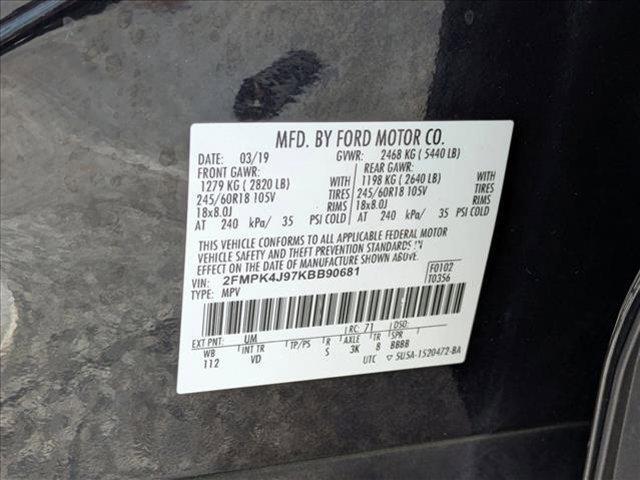 MFD. BY FORD MOTOR CO.
DATE: 03/19 GVWR: 2468 KG ( 5440 LB)
FRONT GAWR: REAR GAWR:
1279 KG ( 2820 LB) WITH 1198 KG ( 2640 LB) WITH
245/60R18 105V TIRES 245/60R18 105V TIRES
18x8.0J RIMS 18x8.0J RIMS
AT 240 kPa/ 35 PSI COLD AT 240 kPa/ 35 PSI COLD
THIS VEHICLE CONFORMS TO ALL APPLICABLE FEDERAL MOTOR
VEHICLE SAFETY AND THEFT PREVENTION STANDARDS IN
EFFECT ON THE DATE OF MANUFACTURE SHOWN ABOVE.
VIN: 2FMPK4J97KBB90681 F0102
TYPE: MPV T0356
EXT PNT: UM RC: 71 DSO:
WB INT TR TP/PS R AXLE TR SPR
112 VD S 3K 8 BBBB
UTC ▽ 5U5A-1520472-BA